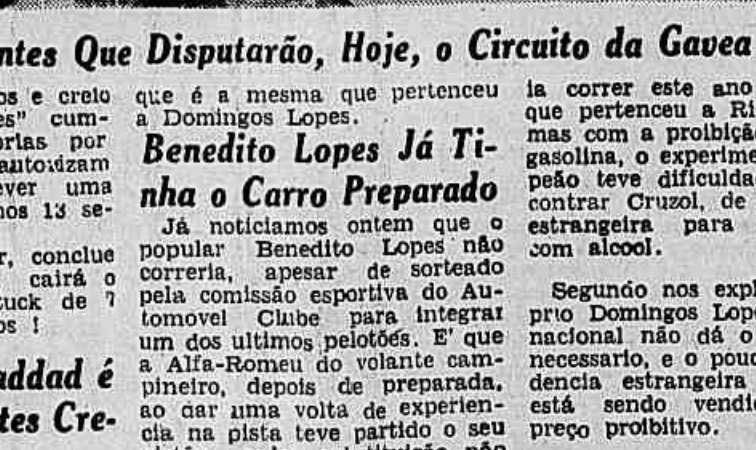 ntes Que Disputarão, Hoje, o Circuito da Gavea
os e creio
es" cum-
orias por
autorizam
ever uma
nos 13 se-
r, conclue
cairá o
tuck de 7
os !
addad é
tes Cre-
que é a mesma que pertenceu
a Domingos Lopes.
Benedito Lopes Já Ti-
nha o Carro Preparado
Já noticiamos ontem que o
popular Benedito Lopes não
correria, apesar de sorteado
pela comissão esportiva do Au-
tomovel Clube para integrar
um dos ultimos pelotões. E' que
a Alfa-Romeu do volante cam-
pineiro, depois de preparada,
ao dar uma volta de experien-
cia na pista teve partido o seu
ia correr este ano
que pertenceu a Ra
mas com a proibiçã
gasolina, o experime
peão teve dificulda
contrar Cruzol, de
estrangeira para
com alcool.
Segundo nos expl
prio Domingos Lope
nacional não dá o
necessario, e o pouc
dencia estrangeira
está sendo vendi
preço proibitivo.